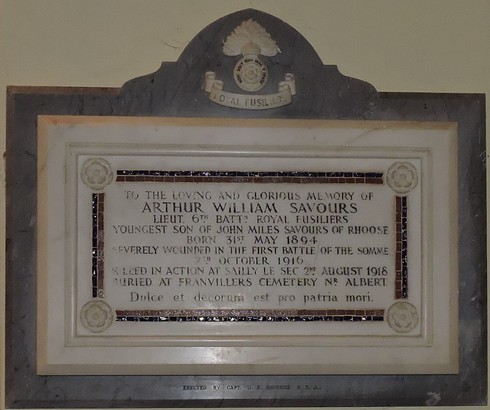 ROYAL FUSILIERS
TO THE LOVING AND GLORIOUS MEMORY OF
ARTHUR WILLIAM SAVOURS
LIEUT. 6TH BATTN ROYAL FUSILIERS
YOUNGEST SON OF JOHN MILES SAVOURS OF RHOOSE
BORN 31ST MAY 1894
SEVERELY WOUNDED IN THE FIRST BATTLE OF THE SOMME
7TH OCTOBER 1916
KILLED IN ACTION AT SAILLY LE SEC 2ND AUGUST 1918
BURIED AT FRANVILLERS CEMETERY NR ALBERT
Dulce et decorum est pro patria mori.
ERECTED BY CAPT.